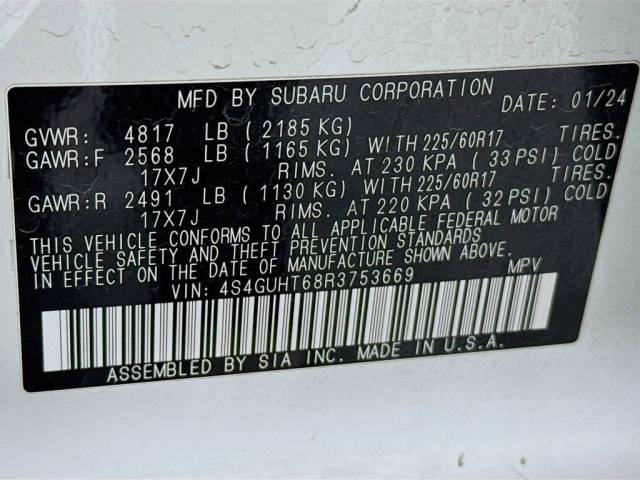 MFD BY SUBARU CORPORATION DATE: 01/24
GVWR: 4817 LB (2185 KG)
GAWR:F 2568 LB (1165 KG) WITH 225/60R17 TIRES.
17X7J RIMS. AT 230 KPA (33 PSI) COLD
GAWR:R 2491 LB (1130 KG) WITH 225/60R17 TIRES.
17X7J RIMS. AT 220 KPA (32 PSI) COLD
THIS VEHICLE CONFORMS TO ALL APPLICABLE FEDERAL MOTOR
VEHICLE SAFETY AND THEFT PREVENTION STANDARDS
IN EFFECT ON THE DATE OF MANUFACTURE SHOWN ABOVE.
VIN: 4S4GUHT68R3753669 MPV
ASSEMBLED BY SIA INC. MADE IN U.S.A.